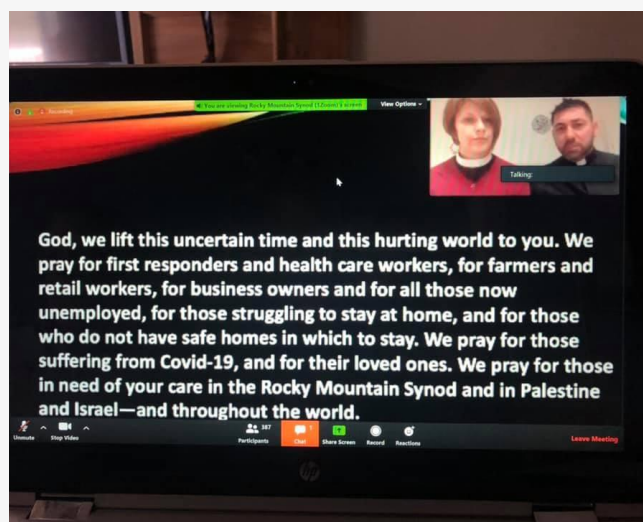 Recording
You are viewing Rocky Mountain Synod (1Zoom)'s screen
View Options
Talking:
God, we lift this uncertain time and this hurting world to you. We
pray for first responders and health care workers, for farmers and
retail workers, for business owners and for all those now
unemployed, for those struggling to stay at home, and for those
who do not have safe homes in which to stay. We pray for those
suffering from Covid-19, and for their loved ones. We pray for those
in need of your care in the Rocky Mountain Synod and in Palestine
and Israel—and throughout the world.
387
1
Unmute Stop Video Participants Chat Share Screen Record Reactions Leave Meeting
hp